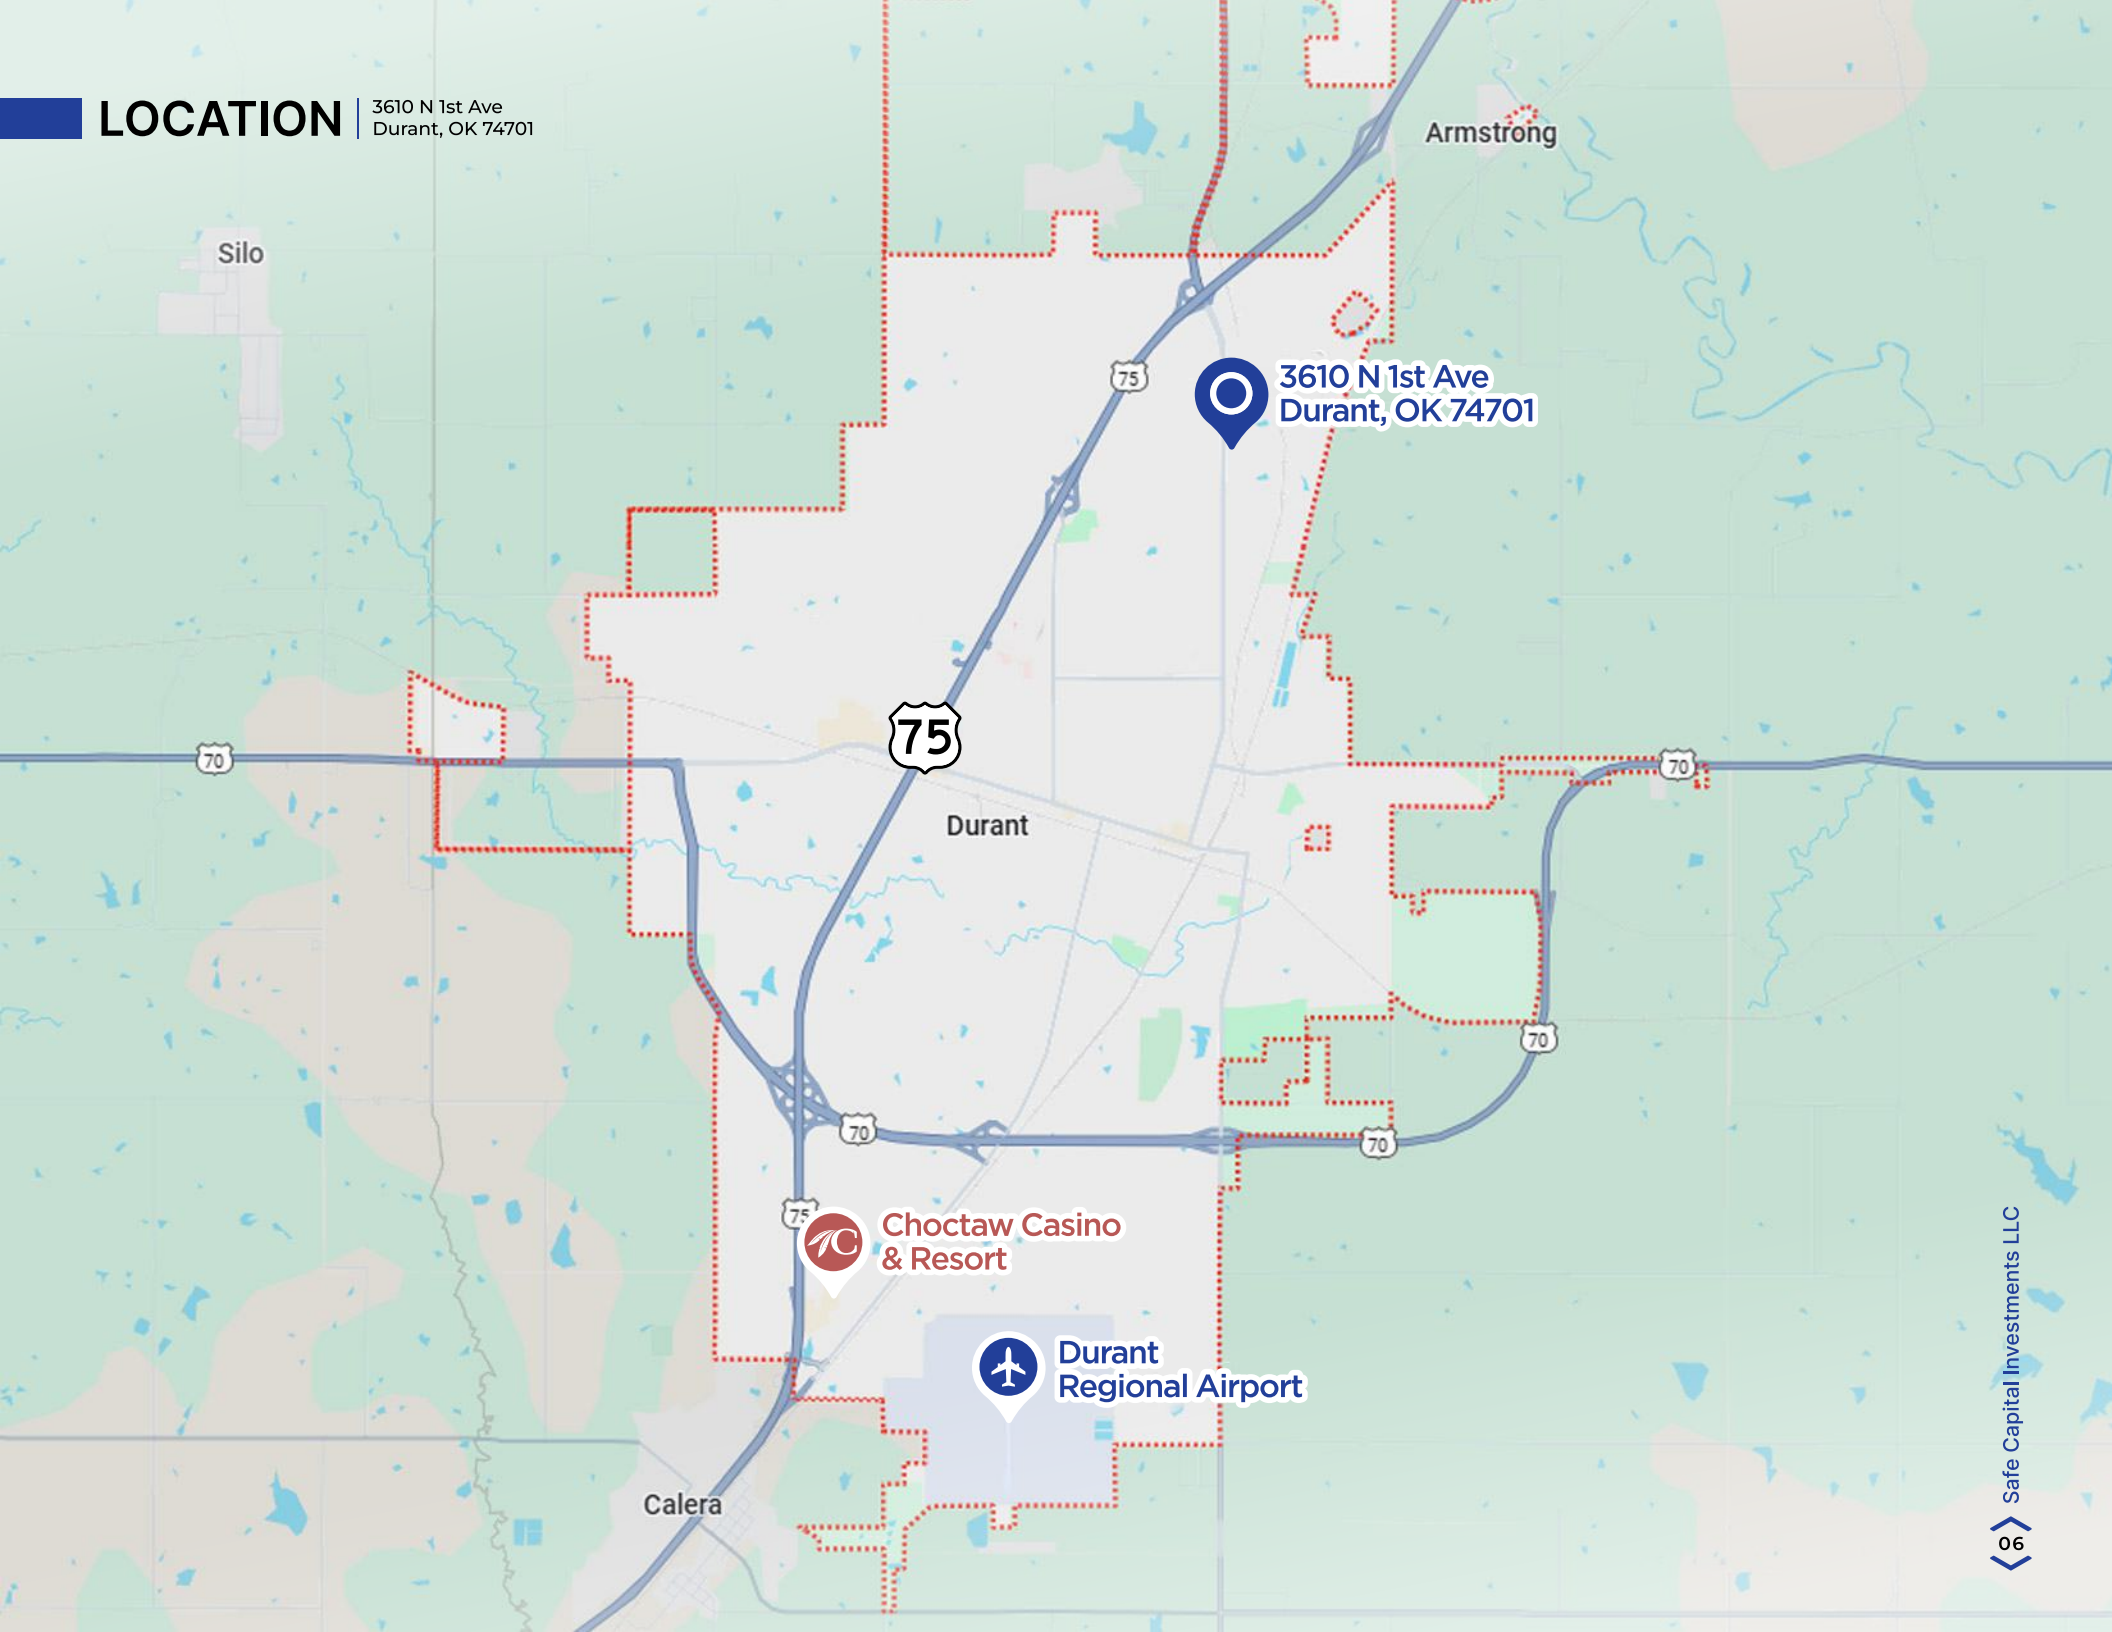 LOCATION
3610 N 1st Ave
Durant, OK 74701
Armstrong
Silo
75
3610 N 1st Ave
Durant, OK 74701
75
70
70
Durant
70
70
70
75
Choctaw Casino
& Resort
Durant
Regional Airport
Calera
Safe Capital Investments LLC
06